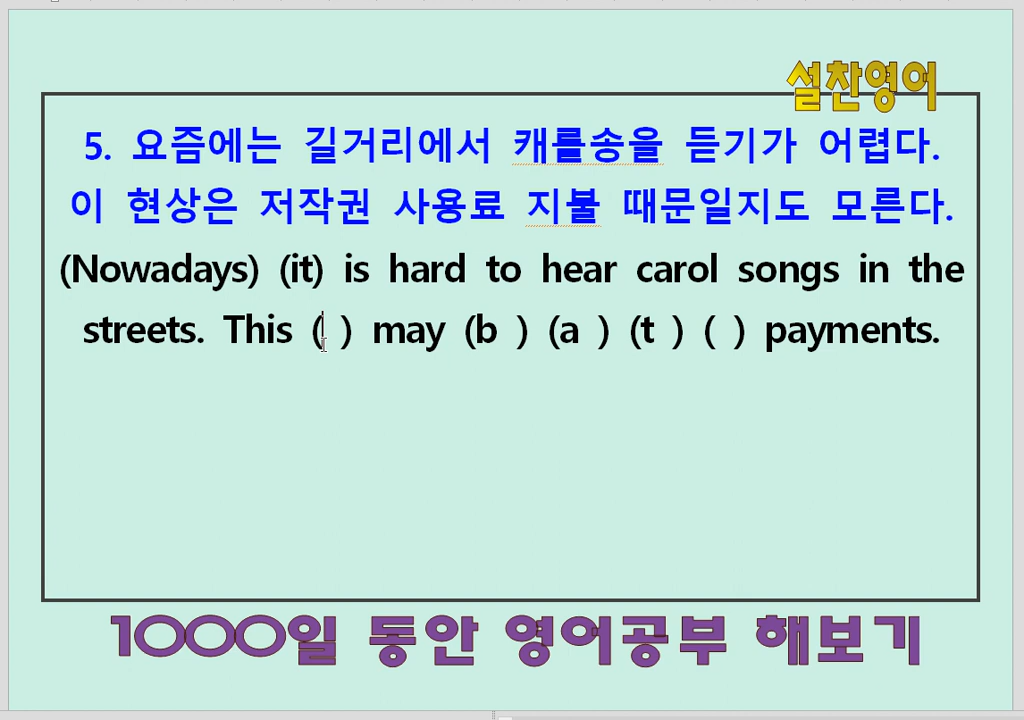 설찬영어
5. 요즘에는 길거리에서 캐롤송을 듣기가 어렵다.
이 현상은 저작권 사용료 지불 때문일지도 모른다.
(Nowadays) (it) is hard to hear carol songs in the
streets. This ( ) may (b ) (a ) (t ) ( ) payments.
1000일 동안 영어공부 해보기